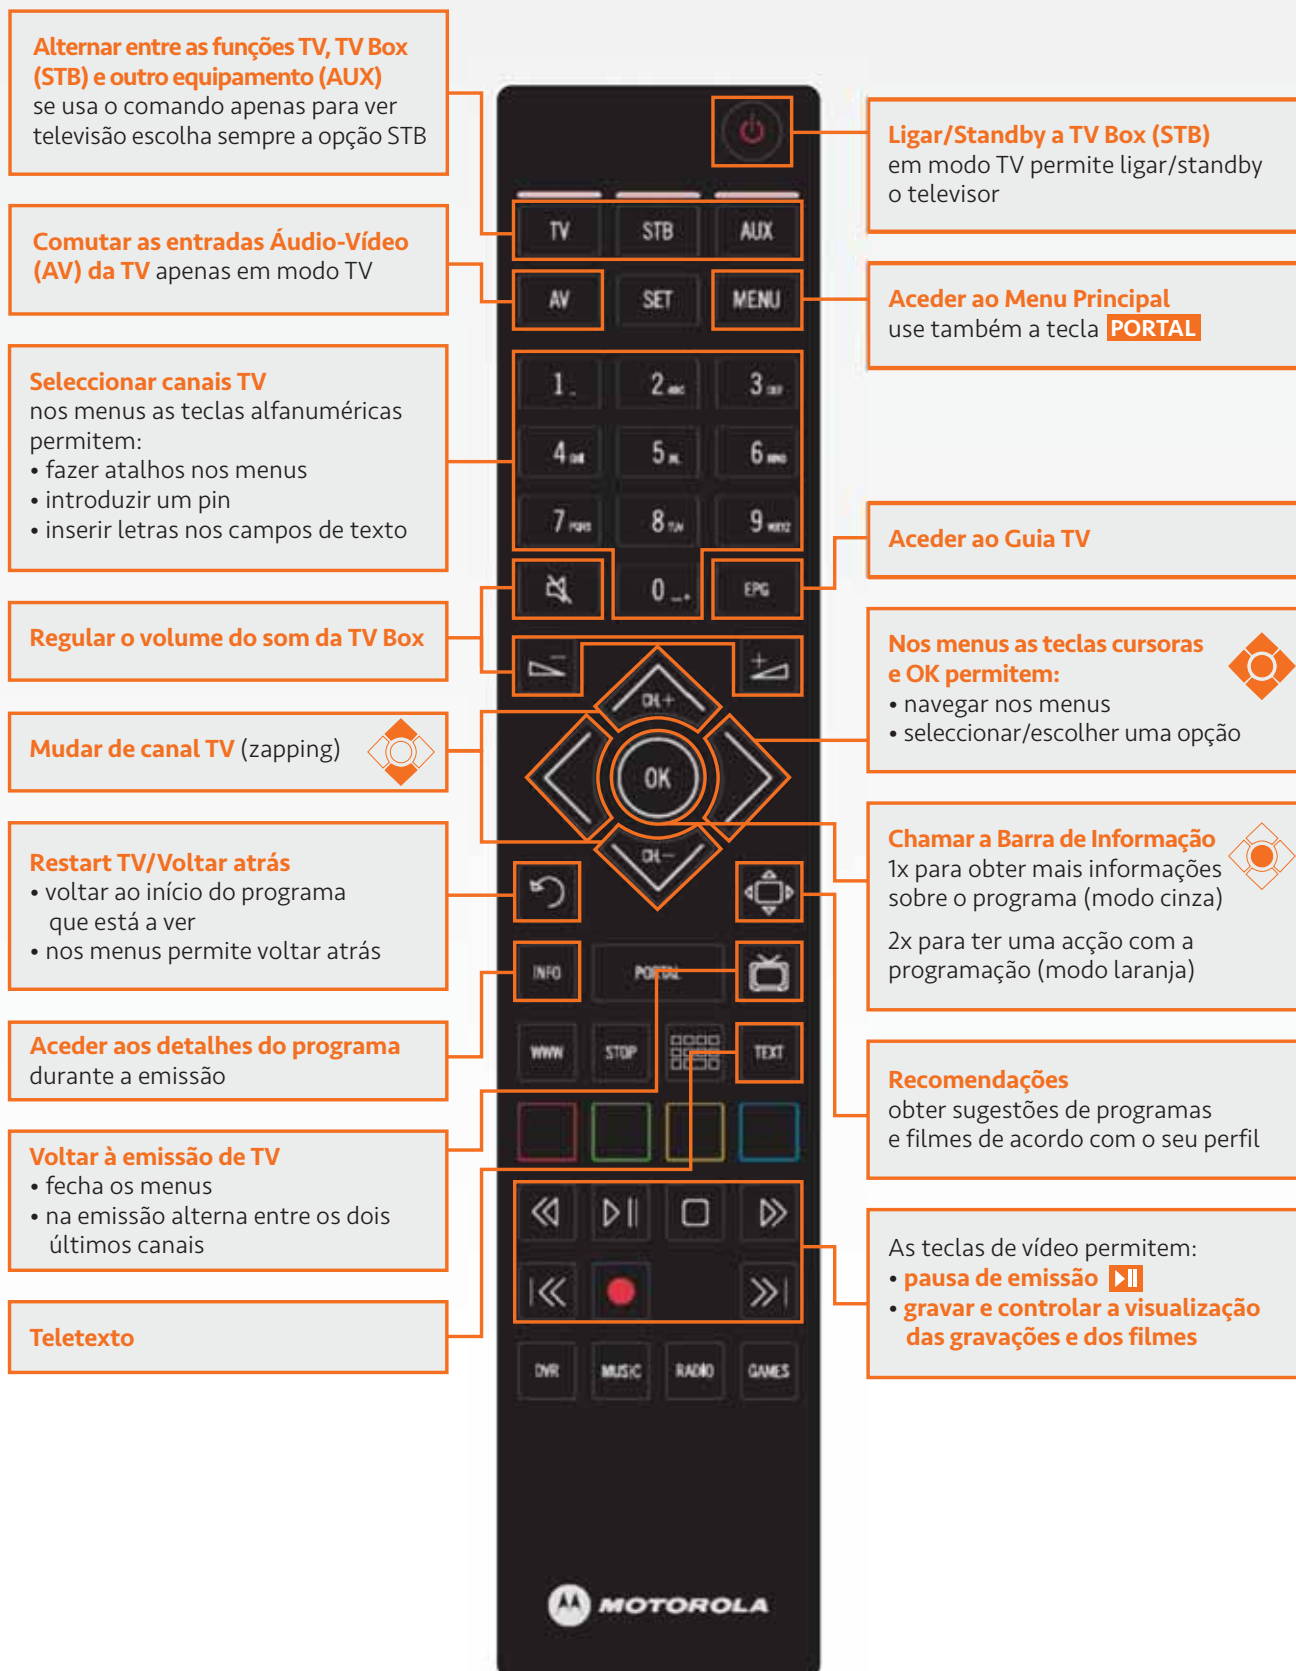 Alternar entre as funções TV, TV Box
(STB) e outro equipamento (AUX)
se usa o comando apenas para ver
televisão escolha sempre a opção STB
Comutar as entradas Áudio-Vídeo
(AV) da TV apenas em modo TV
Seleccionar canais TV
nos menus as teclas alfanuméricas
permitem:
• fazer atalhos nos menus
• introduzir um pin
• inserir letras nos campos de texto
Regular o volume do som da TV Box
Mudar de canal TV (zapping)
Restart TV/Voltar atrás
• voltar ao início do programa
que está a ver
• nos menus permite voltar atrás
Aceder aos detalhes do programa
durante a emissão
Voltar à emissão de TV
• fecha os menus
• na emissão alterna entre os dois
últimos canais
Teletexto
TV STB AUX
AV SET MENU
1 2 ABC 3 DEF
4 GHI 5 JKL 6 MNO
7 PQRS 8 TUV 9 WXYZ
0 EPG
− +
CH +
OK
CH −
INFO PORTAL
WWW STOP TEXT
DVR MUSIC RADIO GAMES
MOTOROLA
Ligar/Standby a TV Box (STB)
em modo TV permite ligar/standby
o televisor
Aceder ao Menu Principal
use também a tecla PORTAL
Aceder ao Guia TV
Nos menus as teclas cursoras
e OK permitem:
• navegar nos menus
• seleccionar/escolher uma opção
Chamar a Barra de Informação
1x para obter mais informações
sobre o programa (modo cinza)
2x para ter uma acção com a
programação (modo laranja)
Recomendações
obter sugestões de programas
e filmes de acordo com o seu perfil
As teclas de vídeo permitem:
• pausa de emissão
• gravar e controlar a visualização
das gravações e dos filmes